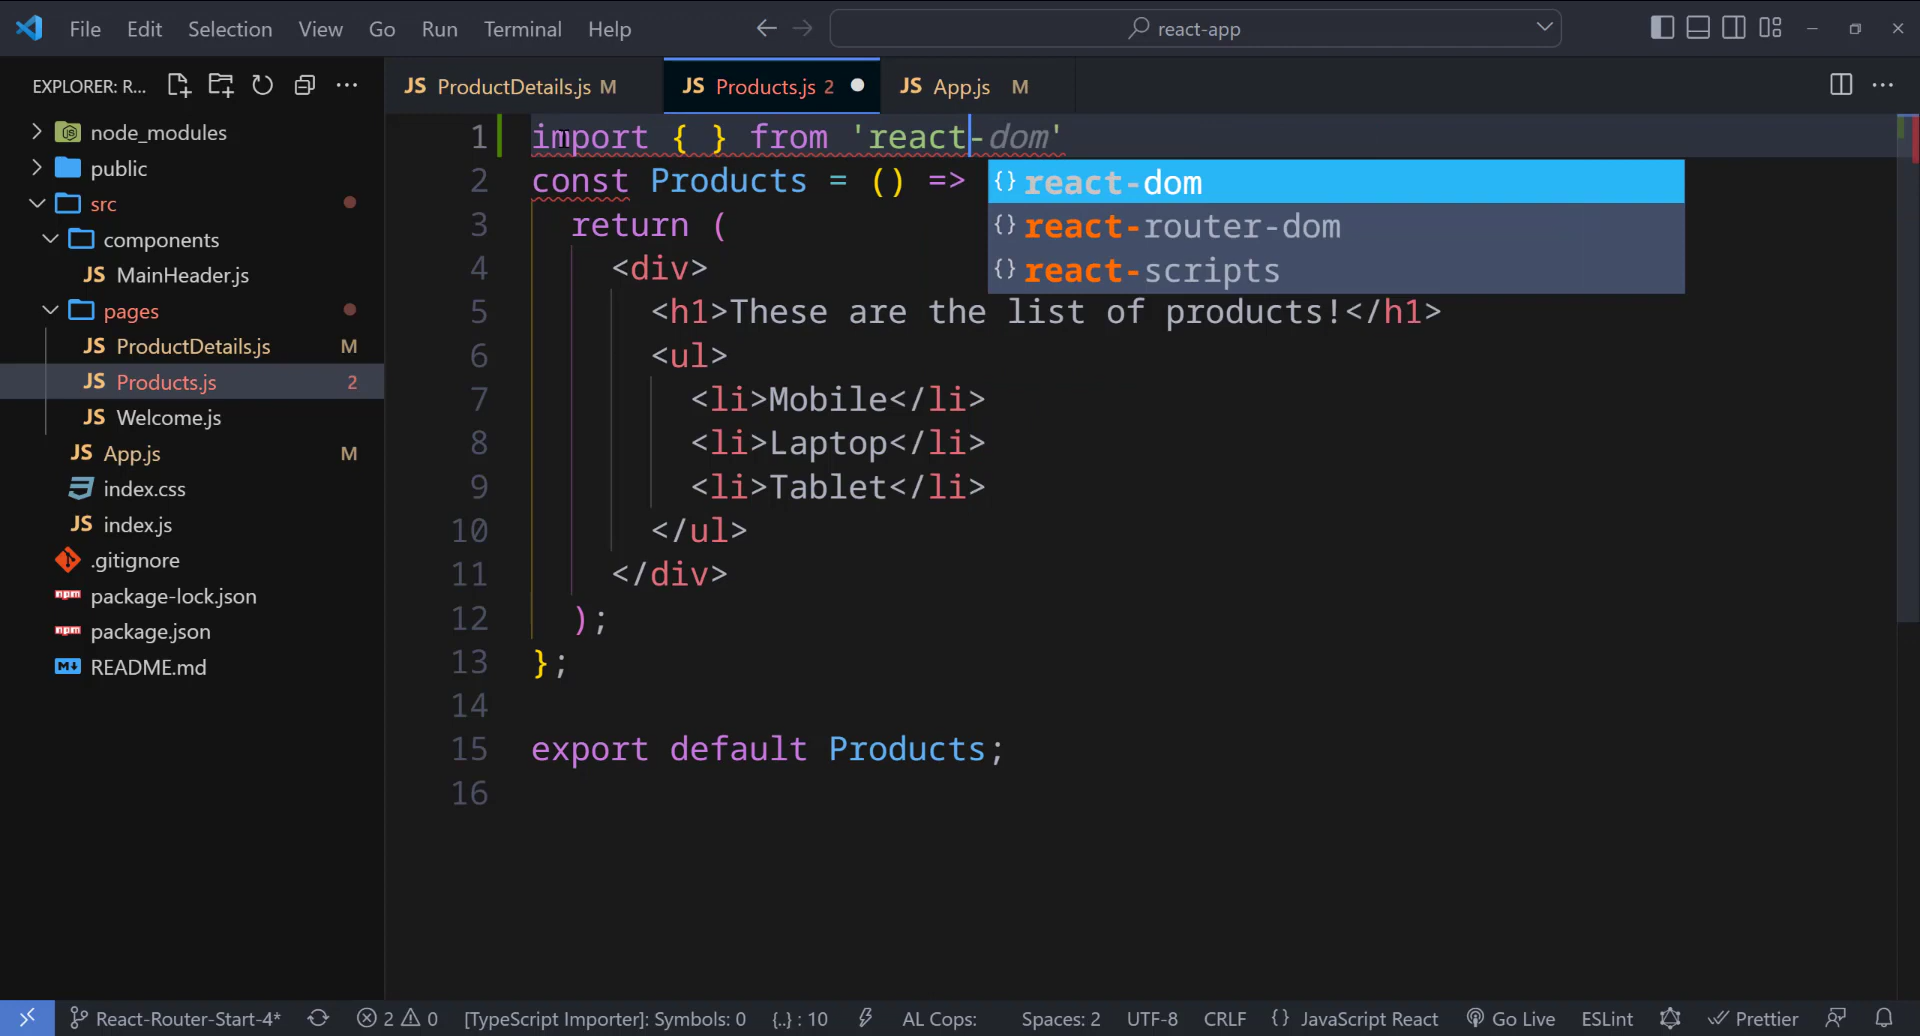 File Edit Selection View Go Run Terminal Help react-app
EXPLORER: R...
JS ProductDetails.js M JS Products.js 2 JS App.js M
node_modules
public
src
components
JS MainHeader.js
pages
JS ProductDetails.js M
JS Products.js 2
JS Welcome.js
JS App.js M
index.css
JS index.js
.gitignore
npm package-lock.json
npm package.json
M README.md
1 import { } from 'react-dom'
2 const Products = () =>
3 return (
4 <div>
5 <h1>These are the list of products!</h1>
6 <ul>
7 <li>Mobile</li>
8 <li>Laptop</li>
9 <li>Tablet</li>
10 </ul>
11 </div>
12 );
13 };
14
15 export default Products;
16
{} react-dom
{} react-router-dom
{} react-scripts
React-Router-Start-4* 2 0 [TypeScript Importer]: Symbols: 0 {..} : 10 AL Cops: Spaces: 2 UTF-8 CRLF {} JavaScript React Go Live ESLint Prettier